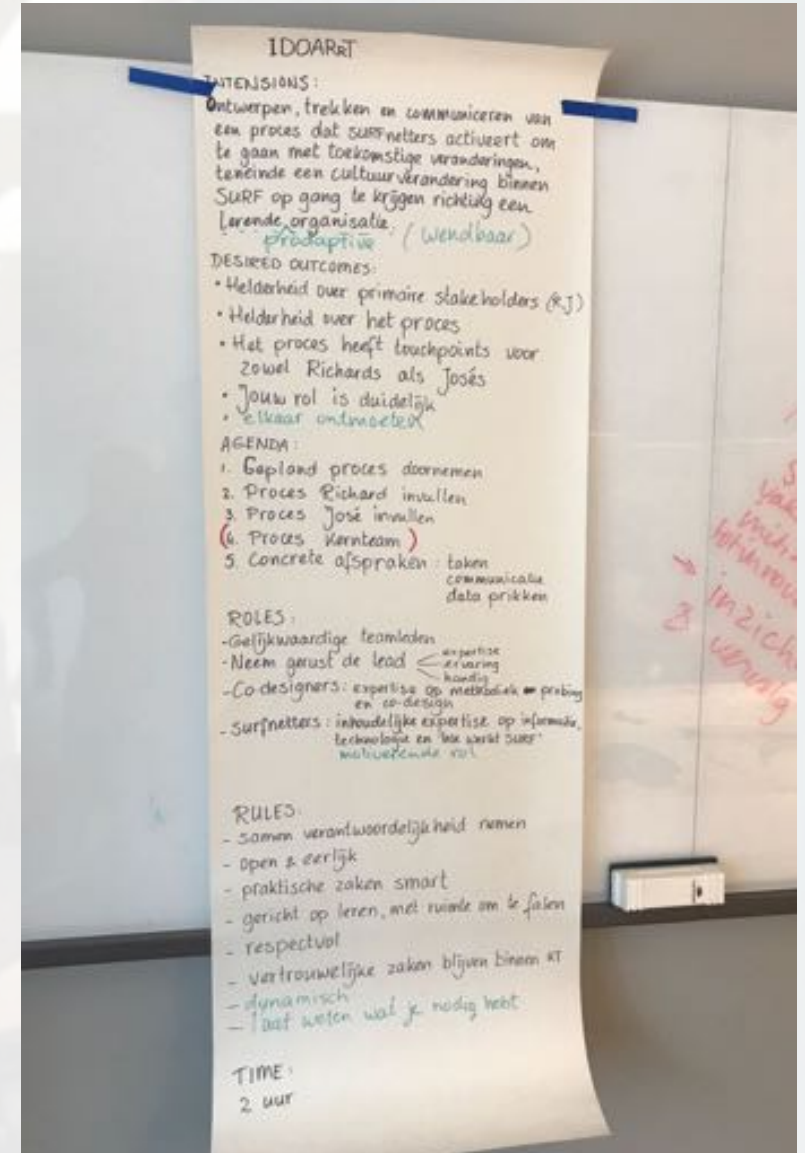 IDOARRT
INTENSIONS:
Ontwerpen, trekken en communiceren van
een proces dat SURFnetters activeert om
te gaan met toekomstige veranderingen,
teneinde een cultuurverandering binnen
SURF op gang te krijgen richting een
Lerende organisatie.
prodaptive (wendbaar)
DESIRED OUTCOMES:
• Helderheid over primaire stakeholders (RJ)
• Helderheid over het proces
• Het proces heeft touchpoints voor
zowel Richards als Josés
• Jouw rol is duidelijk
• elkaar ontmoeten
AGENDA:
1. Gepland proces doornemen
2. Proces Richard invullen
3. Proces José invullen
(4. Proces Kernteam)
5. Concrete afspraken: taken
communicatie
data prikken
ROLES:
- Gelijkwaardige teamleden
- Neem gerust de lead expertise
ervaring
handig
- Co designers: expertise op methodiek probing
en co-design
- Surfnetters: inhoudelijke expertise op informatie,
technologie en 'hoe werkt SURF'
motiverende rol
RULES:
- samen verantwoordelijkheid nemen
- open & eerlijk
- praktische zaken smart
- gericht op leren, met ruimte om te falen
- respectvol
- vertrouwelijke zaken blijven binnen KT
- dynamisch
- laat weten wat je nodig hebt
TIME:
2 uur
→ inzich
& vervolg